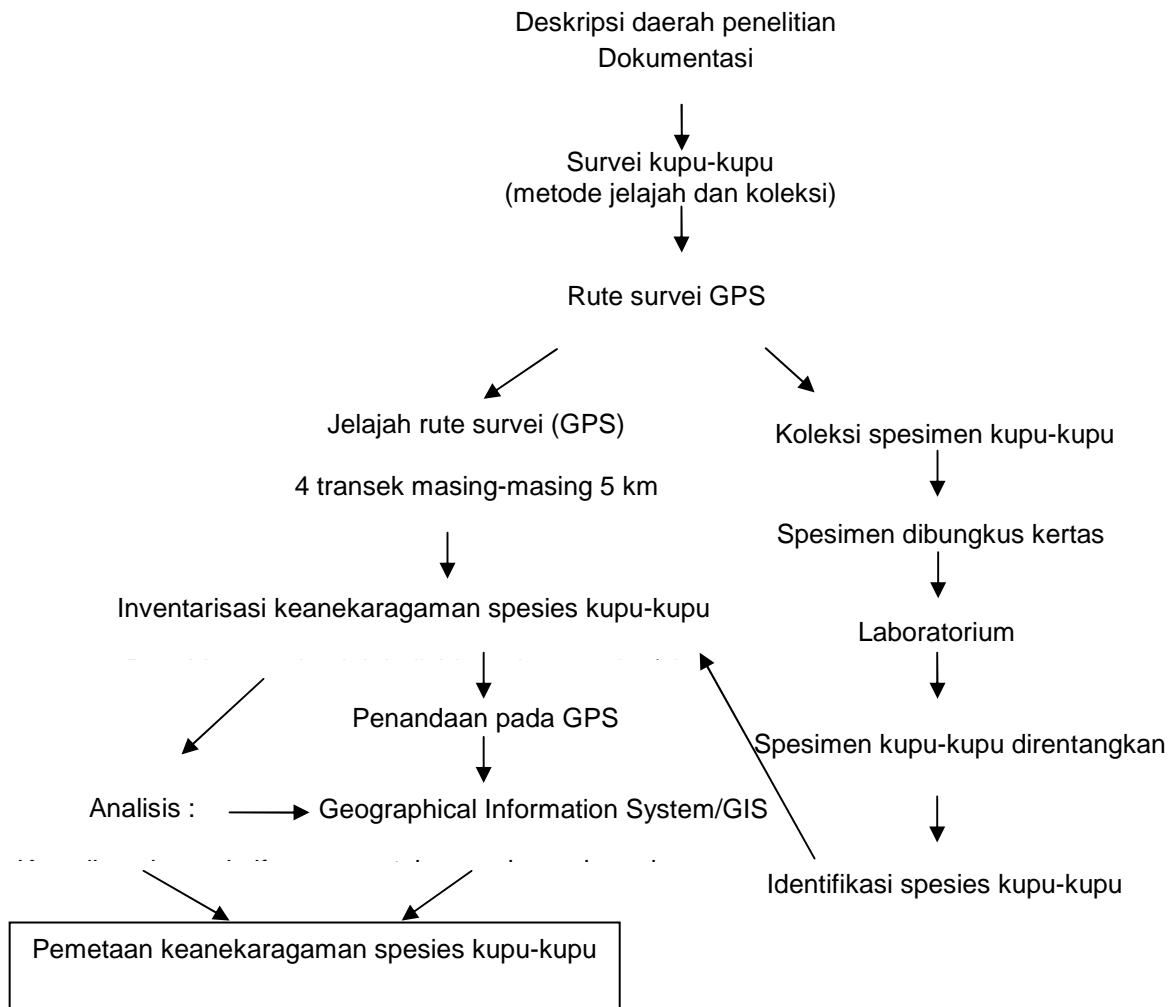 Deskripsi daerah penelitian
Dokumentasi
Survei kupu-kupu
(metode jelajah dan koleksi)
Rute survei GPS
Jelajah rute survei (GPS)
4 transek masing-masing 5 km
Inventarisasi keanekaragaman spesies kupu-kupu
Penandaan pada GPS
Analisis :
Geographical Information System/GIS
Pemetaan keanekaragaman spesies kupu-kupu
Koleksi spesimen kupu-kupu
Spesimen dibungkus kertas
Laboratorium
Spesimen kupu-kupu direntangkan
Identifikasi spesies kupu-kupu